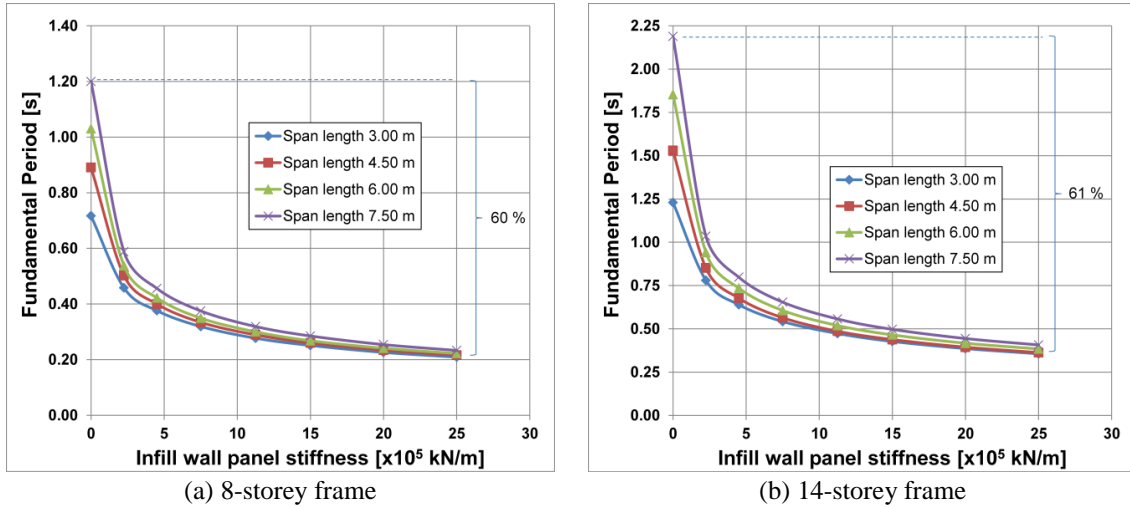 1.40
1.20
1.00
0.80
0.60
0.40
0.20
0.00
Fundamental Period [s]
0 5 10 15 20 25 30
Infill wall panel stiffness [x10⁵ kN/m]
Span length 3.00 m
Span length 4.50 m
Span length 6.00 m
Span length 7.50 m
60 %
(a) 8-storey frame
2.25
2.00
1.75
1.50
1.25
1.00
0.75
0.50
0.25
0.00
Fundamental Period [s]
0 5 10 15 20 25 30
Infill wall panel stiffness [x10⁵ kN/m]
Span length 3.00 m
Span length 4.50 m
Span length 6.00 m
Span length 7.50 m
61 %
(b) 14-storey frame